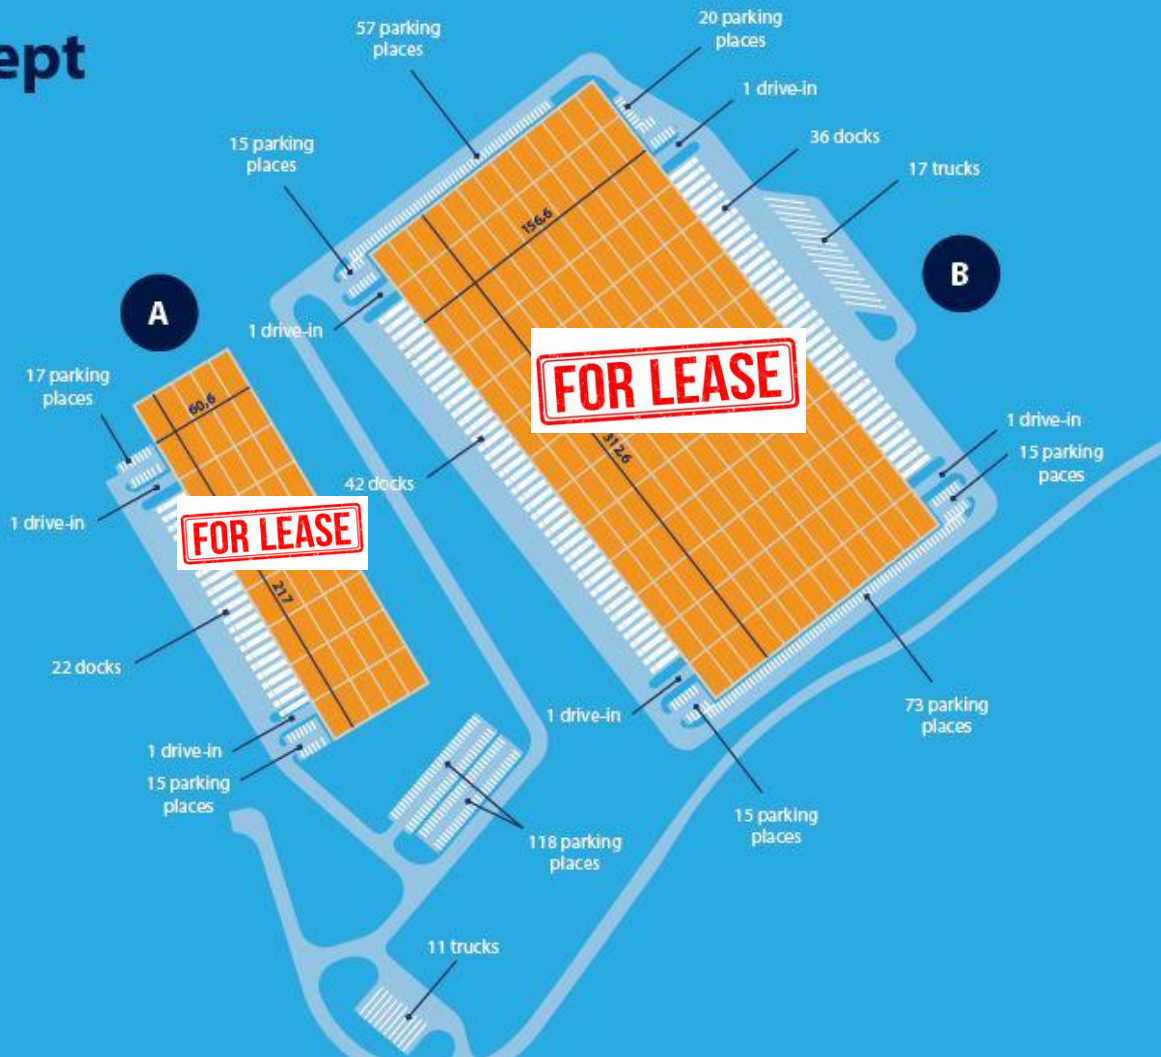 ept
57 parking
places
20 parking
places
1 drive-in
36 docks
17 trucks
15 parking
places
B
A
1 drive-in
156,6
FOR LEASE
17 parking
places
60,6
312,6
1 drive-in
15 parking
paces
42 docks
1 drive-in
FOR LEASE
217
22 docks
1 drive-in
73 parking
places
1 drive-in
15 parking
places
15 parking
places
118 parking
places
11 trucks